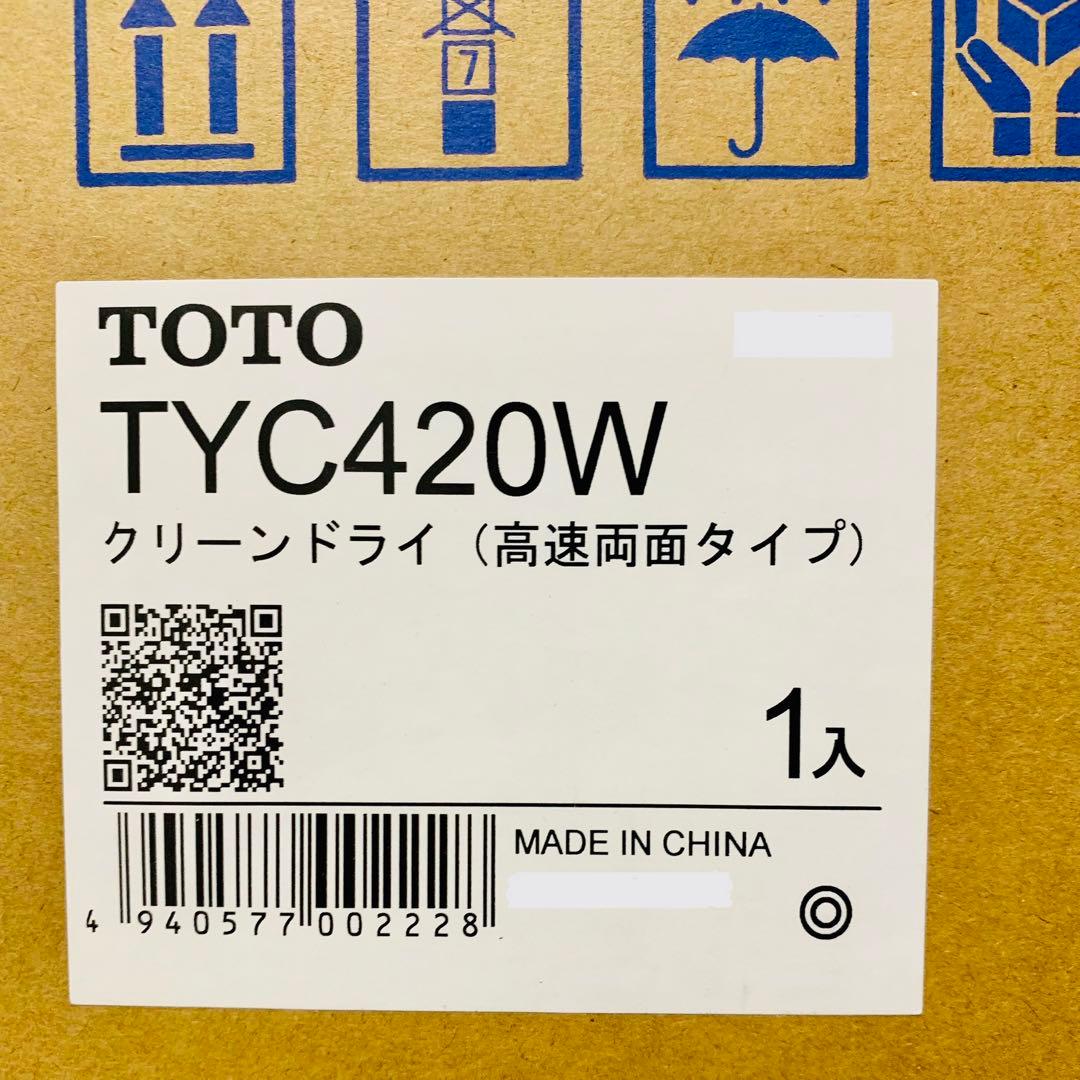 7
TOTO
TYC420W
クリーンドライ（高速両面タイプ）
1入
MADE IN CHINA
4 940577 002228